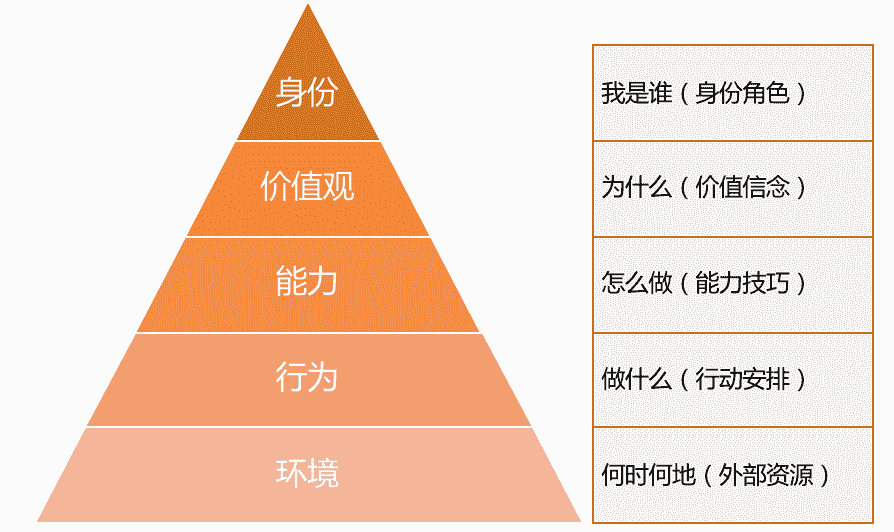 身份
我是谁（身份角色）
价值观
为什么（价值信念）
能力
怎么做（能力技巧）
行为
做什么（行动安排）
环境
何时何地（外部资源）